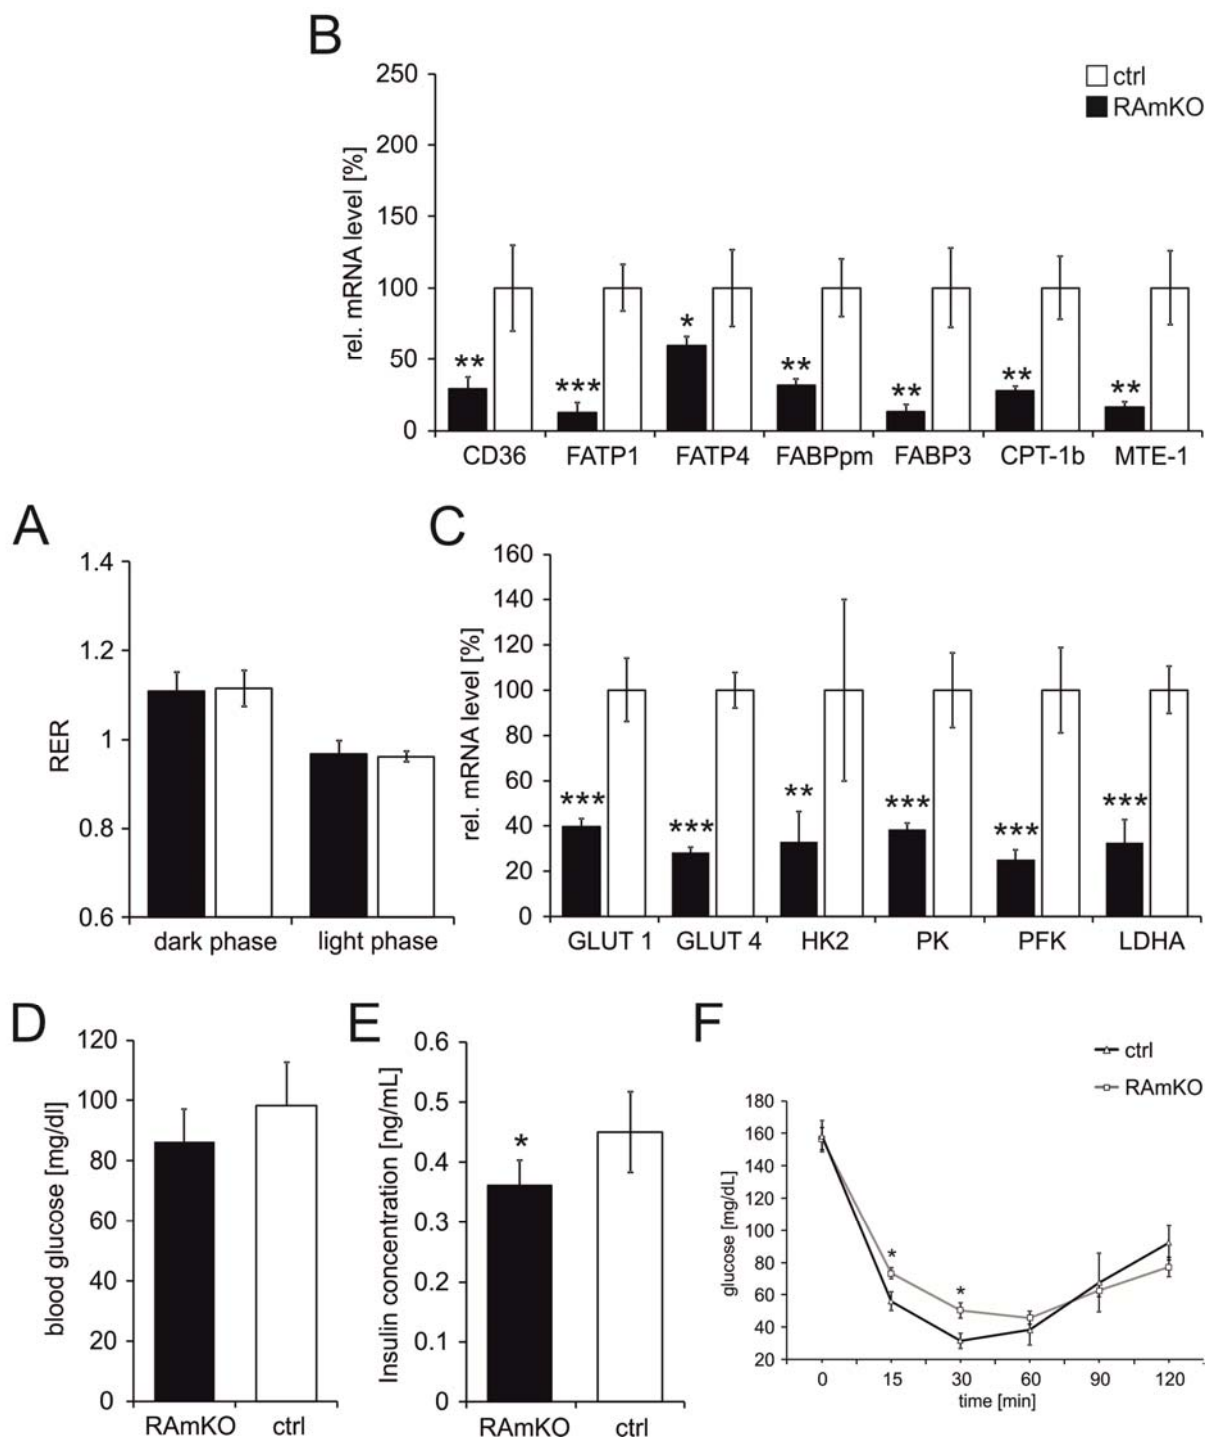 B
250
200
150
100
50
0
rel. mRNA level [%]
ctrl
RAmKO
**
***
*
**
**
**
**
CD36 FATP1 FATP4 FABPpm FABP3 CPT-1b MTE-1
A
1.4
1.2
1
0.8
0.6
RER
dark phase light phase
C
160
140
120
100
80
60
40
20
0
rel. mRNA level [%]
***
***
**
***
***
***
GLUT 1 GLUT 4 HK2 PK PFK LDHA
D
120
100
80
60
40
20
0
blood glucose [mg/dl]
RAmKO ctrl
E
0.6
0.5
0.4
0.3
0.2
0.1
0
Insulin concentration [ng/mL]
*
RAmKO ctrl
F
ctrl
RAmKO
180
160
140
120
100
80
60
40
20
glucose [mg/dL]
*
*
0 15 30 60 90 120
time [min]